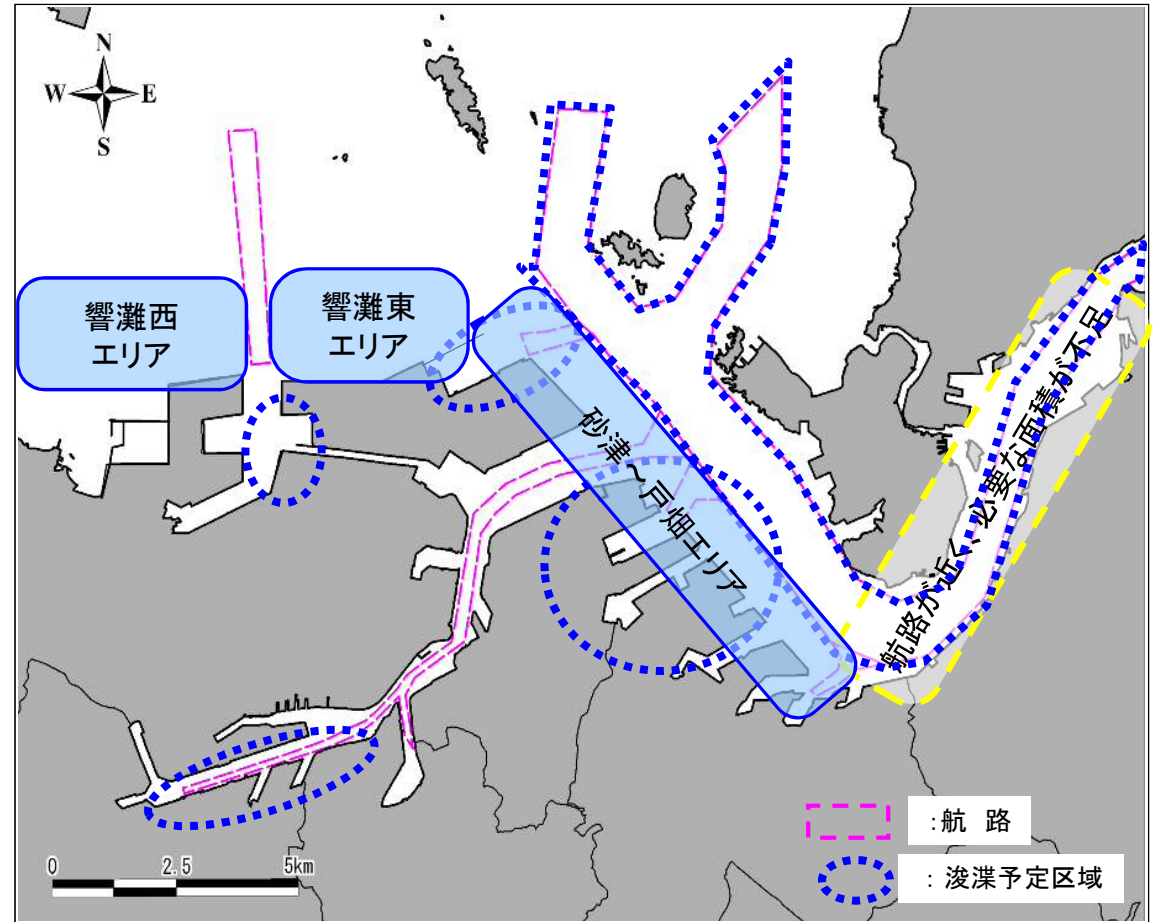 N
W E
S
響灘西
エリア
響灘東
エリア
砂津～戸畑エリア
航路が近く、必要な面積が不足
:航 路
: 浚渫予定区域
0 2.5 5km